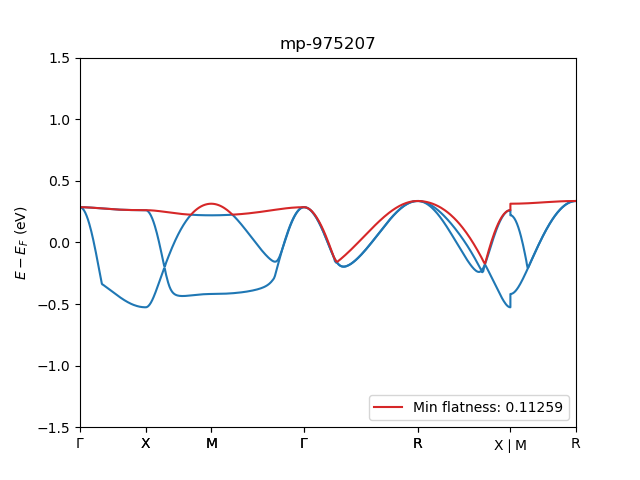 mp-975207
1.5
1.0
0.5
0.0
−0.5
−1.0
−1.5
E − E_F (eV)
Min flatness: 0.11259
Γ X M Γ R X | M R